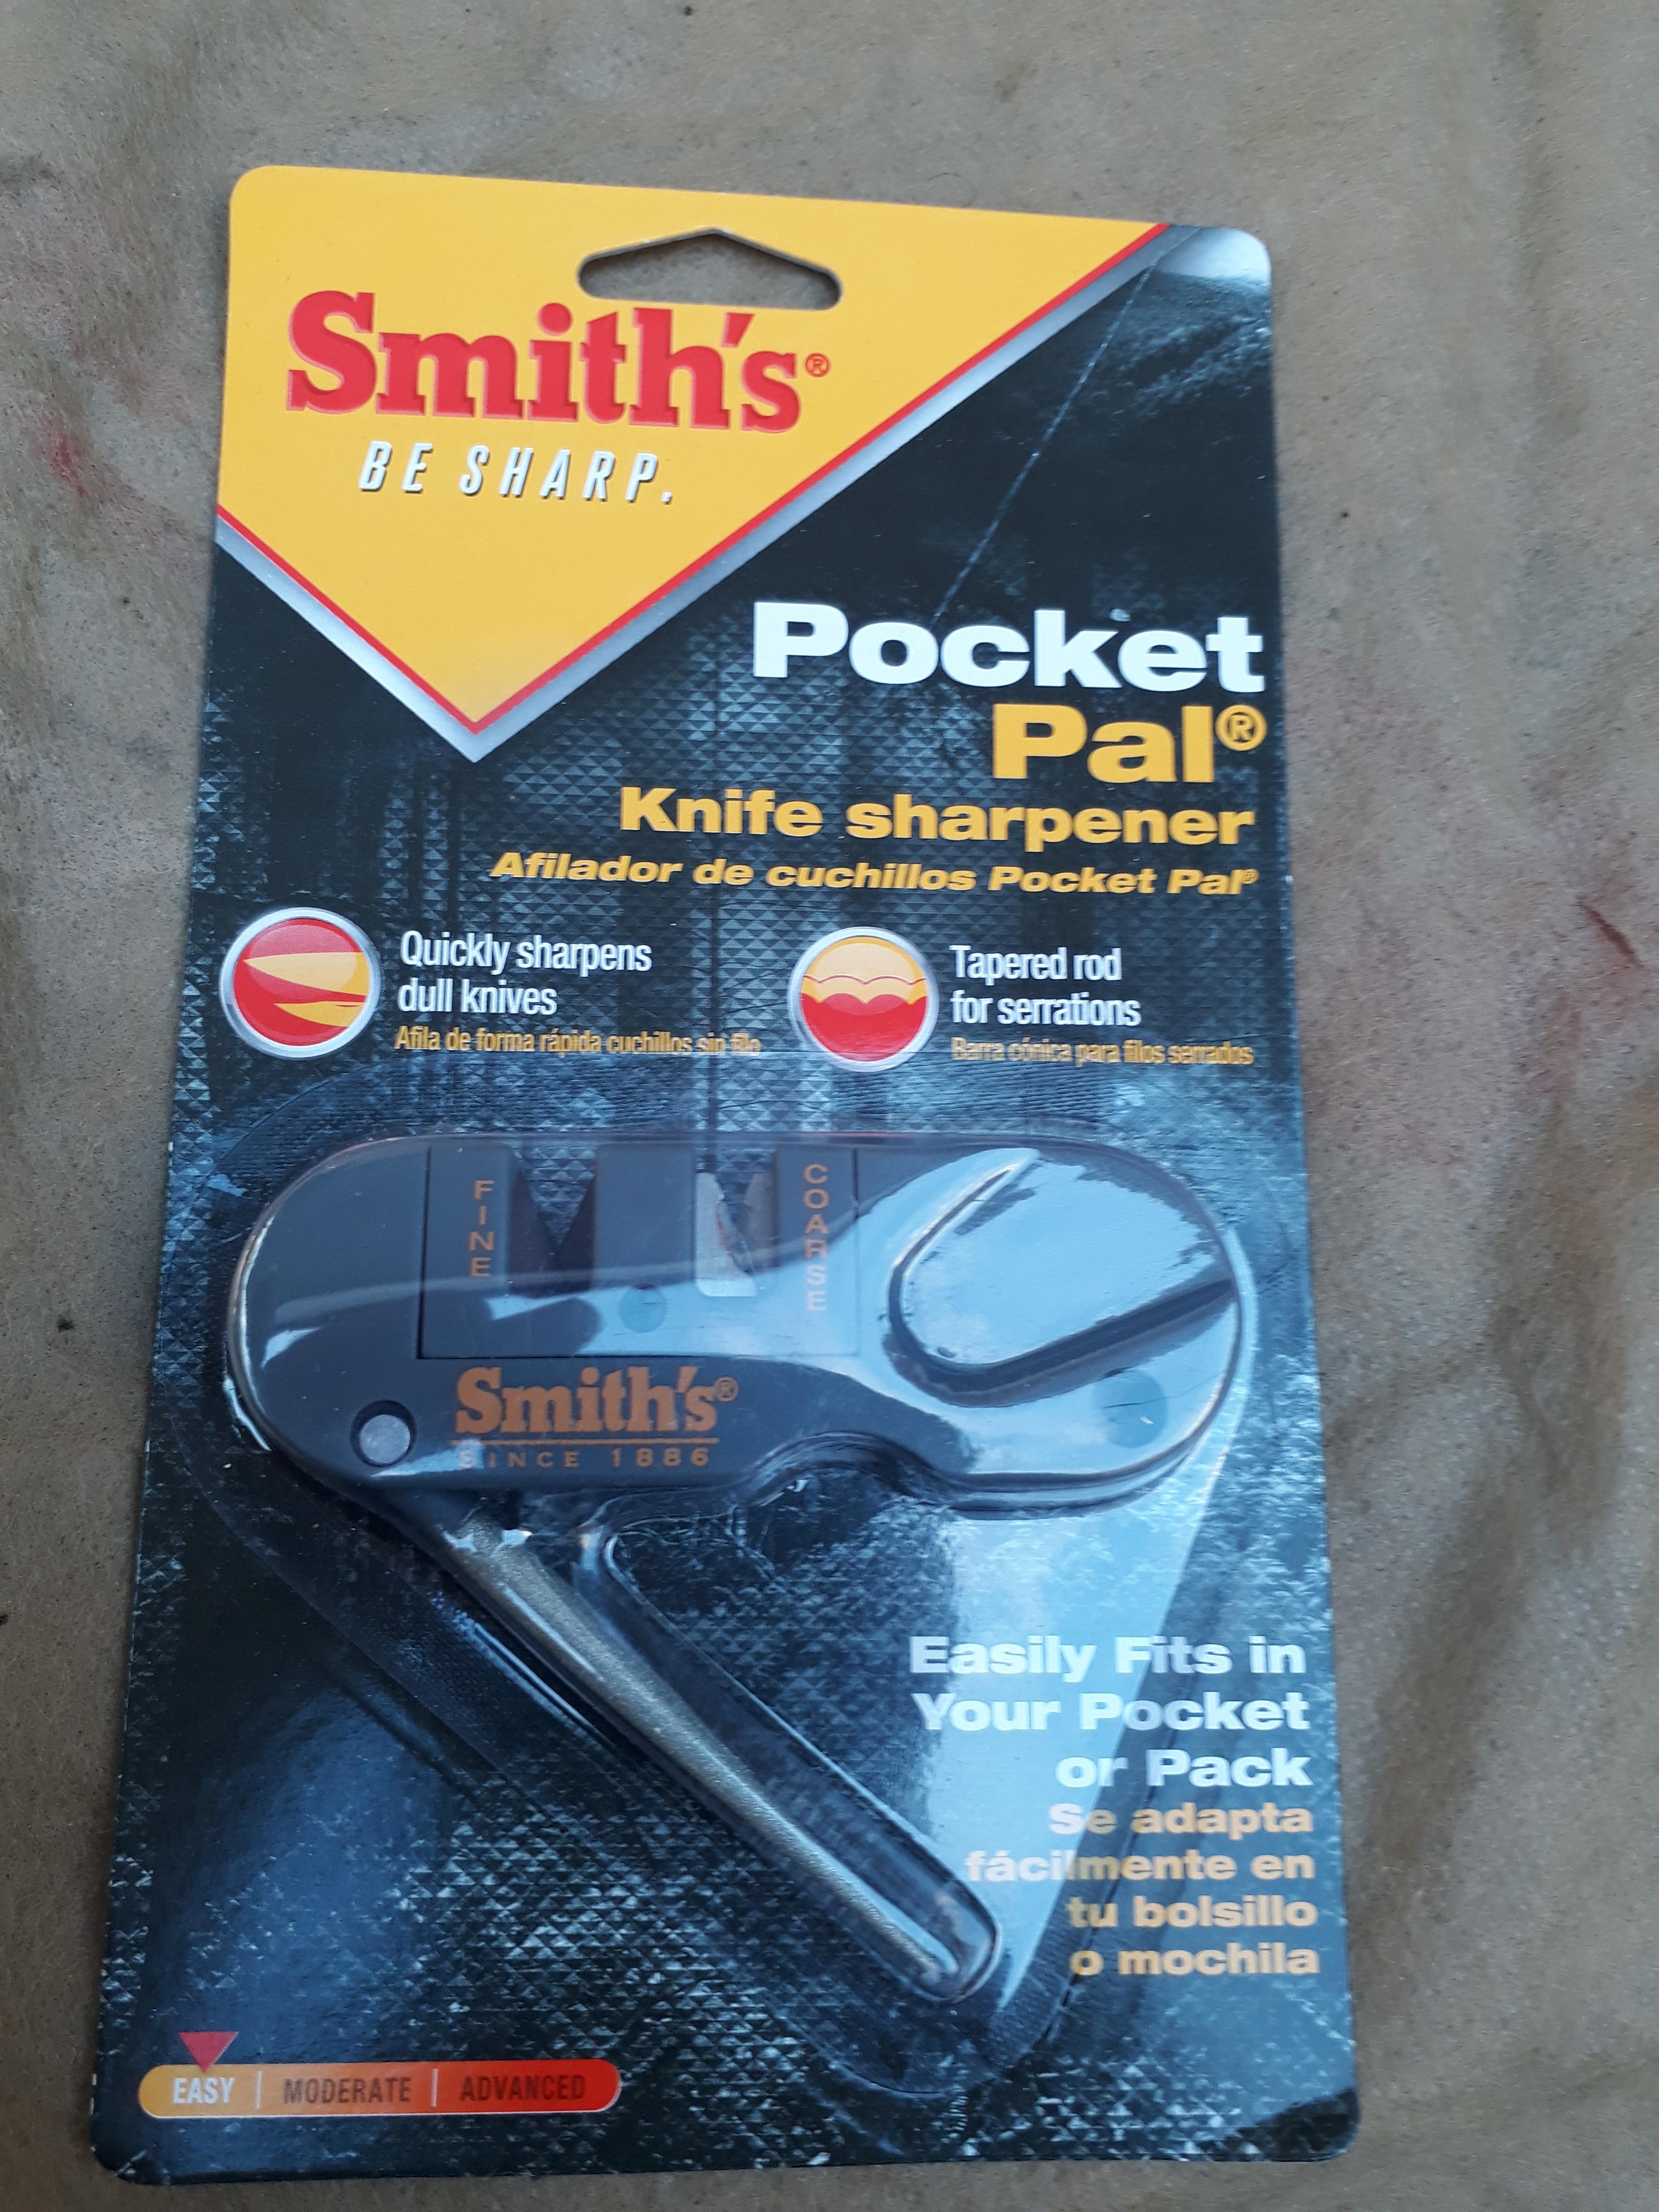 Smith's®
BE SHARP.
Pocket
Pal®
Knife sharpener
Afilador de cuchillos Pocket Pal®
Quickly sharpens
dull knives
Afila de forma rápida cuchillos sin filo
Tapered rod
for serrations
Barra cónica para filos serrados
FINE
COARSE
Smith's®
SINCE 1886
Easily Fits in
Your Pocket
or Pack
Se adapta
fácilmente en
tu bolsillo
o mochila
EASY | MODERATE | ADVANCED